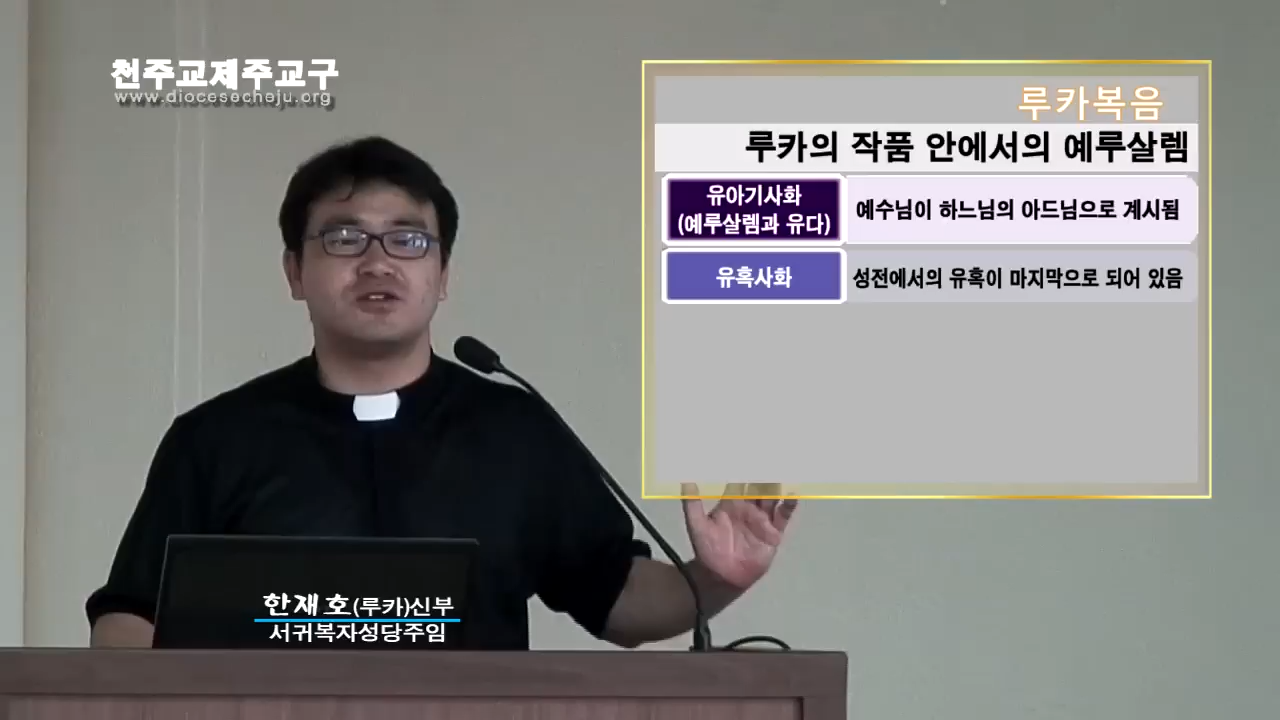 천주교제주교구
www.diocesecheju.org
루카복음
루카의 작품 안에서의 예루살렘
유아기사화
(예루살렘과 유다)
예수님이 하느님의 아드님으로 계시됨
유혹사화
성전에서의 유혹이 마지막으로 되어 있음
한재호(루카)신부
서귀복자성당주임